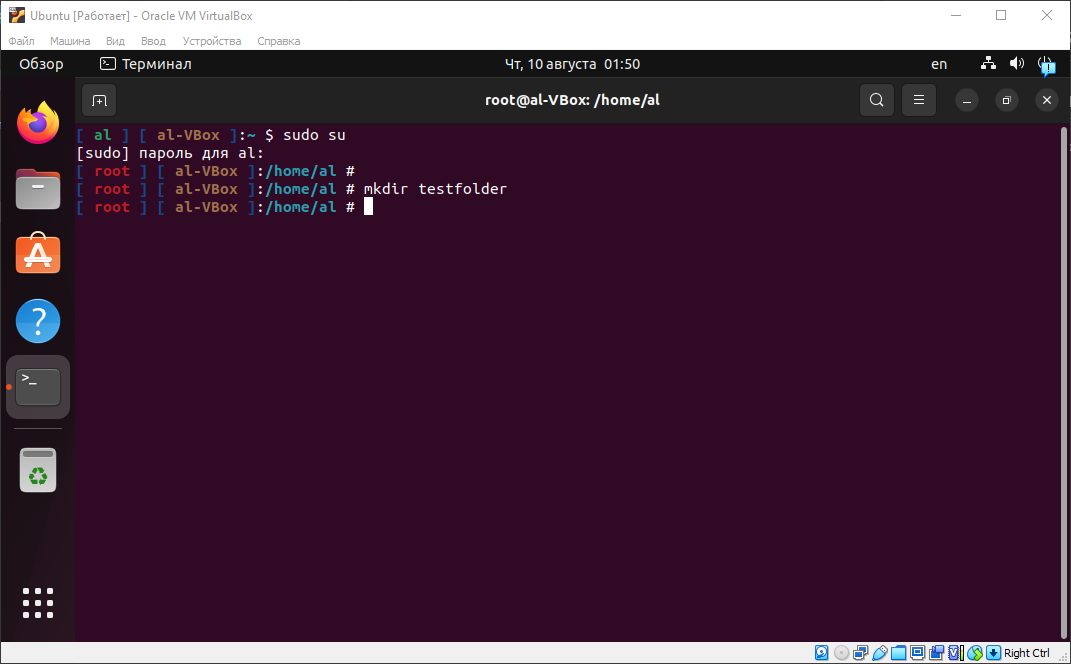 Ubuntu [Работает] - Oracle VM VirtualBox
Файл Машина Вид Ввод Устройства Справка
Обзор Терминал Чт, 10 августа 01:50 en
root@al-VBox: /home/al
[ al ] [ al-VBox ]:~ $ sudo su
[sudo] пароль для al:
[ root ] [ al-VBox ]:/home/al #
[ root ] [ al-VBox ]:/home/al # mkdir testfolder
[ root ] [ al-VBox ]:/home/al #
Right Ctrl